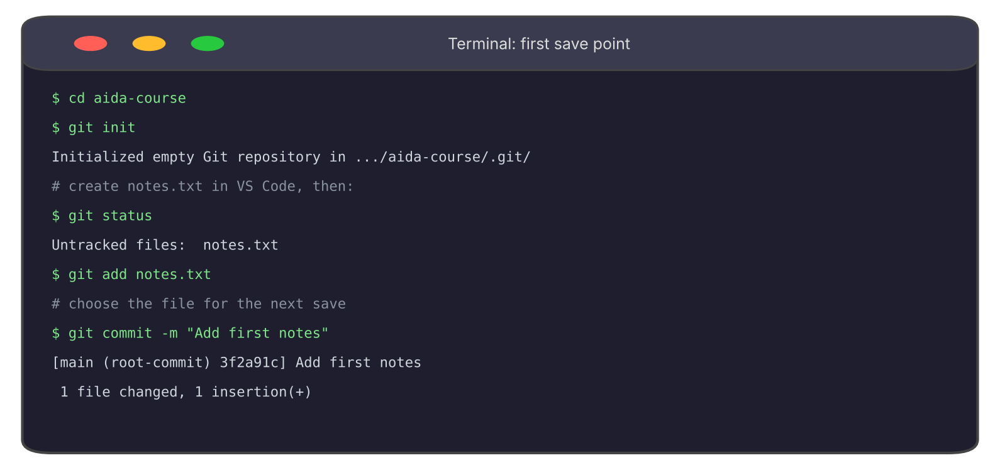 Terminal: first save point
$ cd aida-course
$ git init
Initialized empty Git repository in .../aida-course/.git/
# create notes.txt in VS Code, then:
$ git status
Untracked files:  notes.txt
$ git add notes.txt
# choose the file for the next save
$ git commit -m "Add first notes"
[main (root-commit) 3f2a91c] Add first notes
 1 file changed, 1 insertion(+)